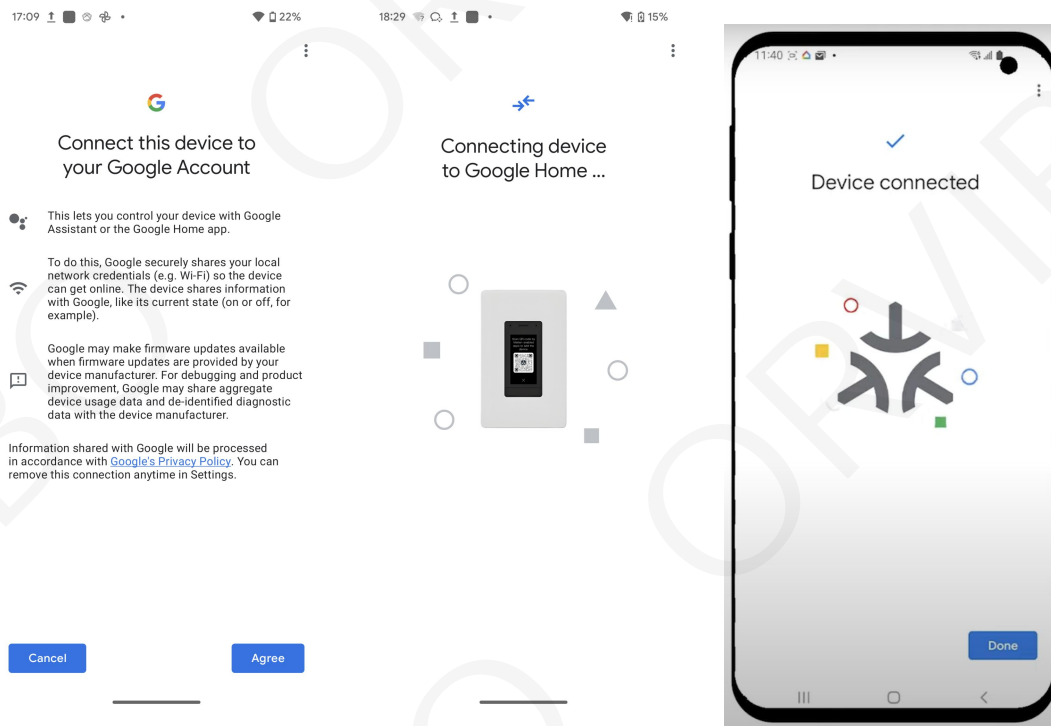 17:09
22%
Connect this device to
your Google Account
This lets you control your device with Google
Assistant or the Google Home app.
To do this, Google securely shares your local
network credentials (e.g. Wi-Fi) so the device
can get online. The device shares information
with Google, like its current state (on or off, for
example).
Google may make firmware updates available
when firmware updates are provided by your
device manufacturer. For debugging and product
improvement, Google may share aggregate
device usage data and de-identified diagnostic
data with the device manufacturer.
Information shared with Google will be processed
in accordance with Google's Privacy Policy. You can
remove this connection anytime in Settings.
Cancel
Agree
18:29
15%
Connecting device
to Google Home ...
11:40
Device connected
Done